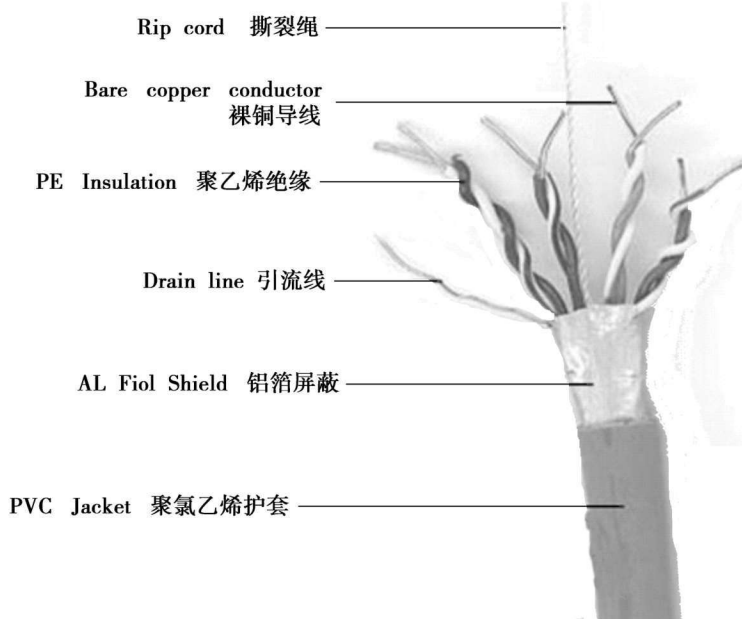 Rip cord 撕裂绳
Bare copper conductor
裸铜导线
PE Insulation 聚乙烯绝缘
Drain line 引流线
AL Fiol Shield 铝箔屏蔽
PVC Jacket 聚氯乙烯护套